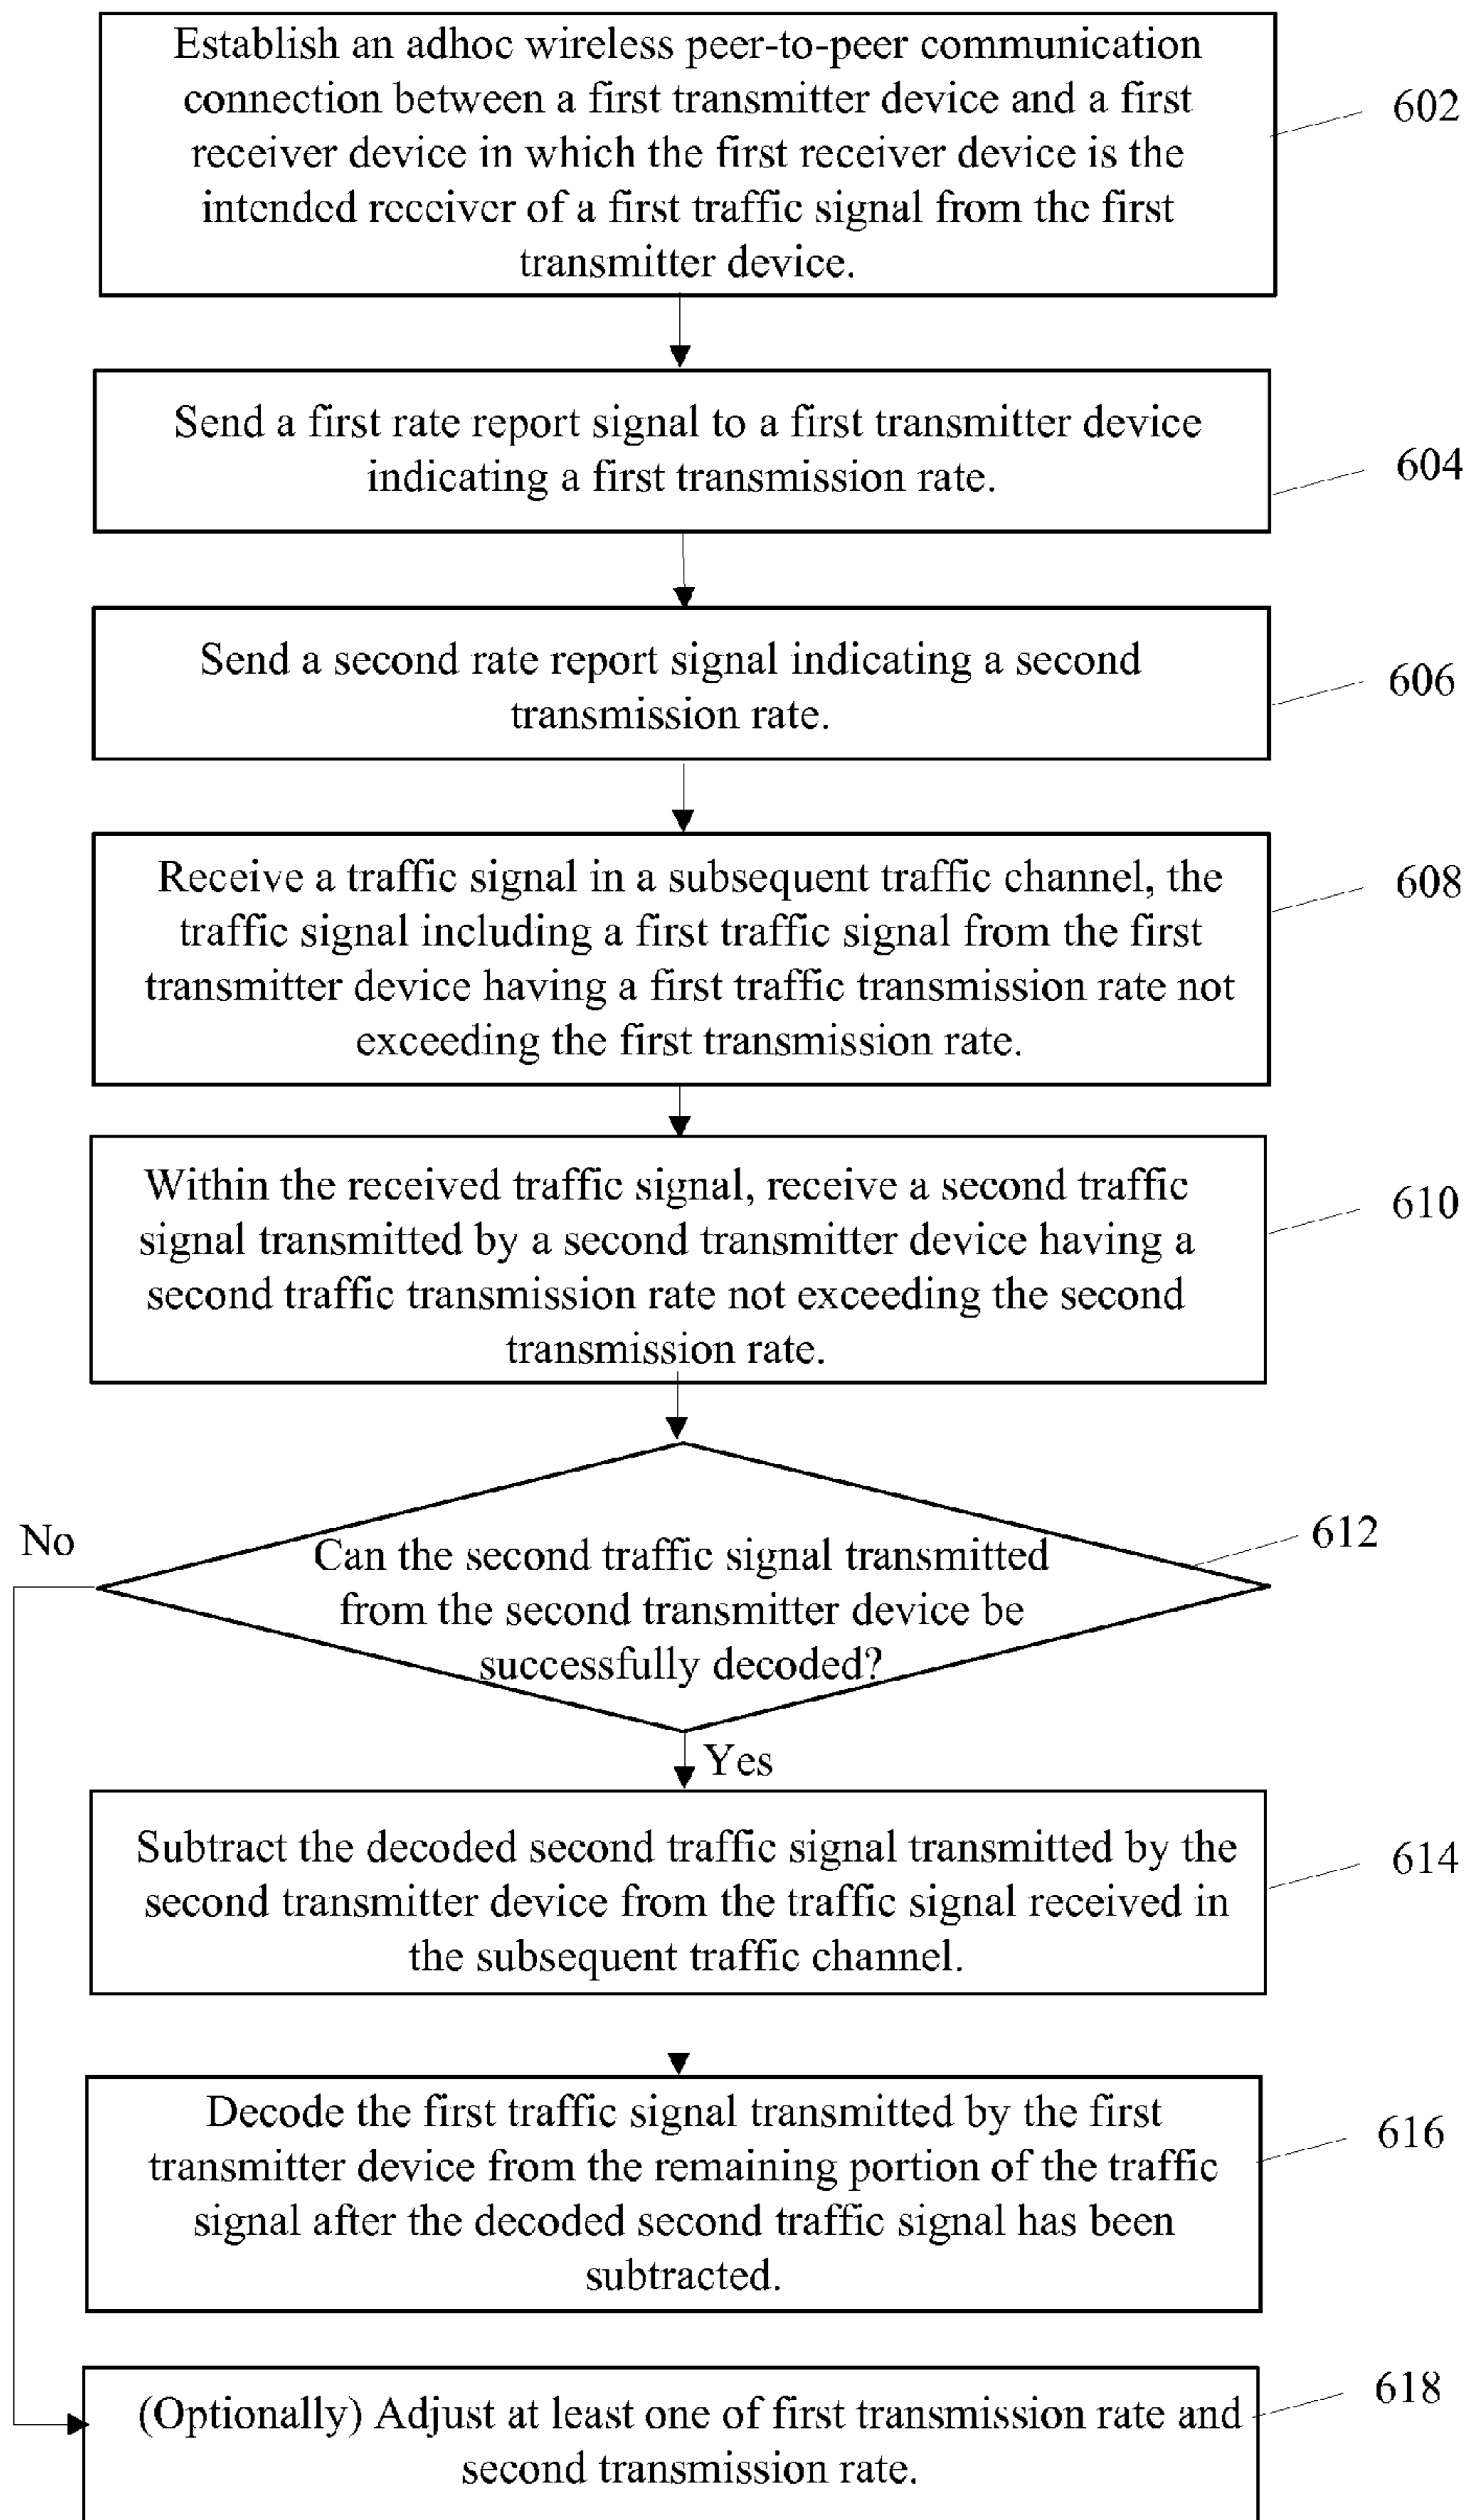 Establish an adhoc wireless peer-to-peer communication
connection between a first transmitter device and a first
receiver device in which the first receiver device is the
intended receiver of a first traffic signal from the first
transmitter device.
602
Send a first rate report signal to a first transmitter device
indicating a first transmission rate.
604
Send a second rate report signal indicating a second
transmission rate.
606
Receive a traffic signal in a subsequent traffic channel, the
traffic signal including a first traffic signal from the first
transmitter device having a first traffic transmission rate not
exceeding the first transmission rate.
608
Within the received traffic signal, receive a second traffic
signal transmitted by a second transmitter device having a
second traffic transmission rate not exceeding the second
transmission rate.
610
No
Can the second traffic signal transmitted
from the second transmitter device be
successfully decoded?
612
Yes
Subtract the decoded second traffic signal transmitted by the
second transmitter device from the traffic signal received in
the subsequent traffic channel.
614
Decode the first traffic signal transmitted by the first
transmitter device from the remaining portion of the traffic
signal after the decoded second traffic signal has been
subtracted.
616
(Optionally) Adjust at least one of first transmission rate and
second transmission rate.
618